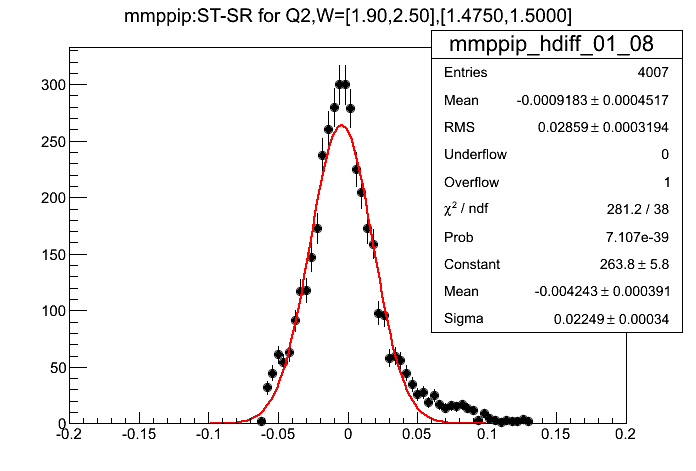 mmppip:ST-SR for Q2,W=[1.90,2.50],[1.4750,1.5000]
mmppip_hdiff_01_08
Entries 4007
Mean -0.0009183 ± 0.0004517
RMS 0.02859 ± 0.0003194
Underflow 0
Overflow 1
χ² / ndf 281.2 / 38
Prob 7.107e-39
Constant 263.8 ± 5.8
Mean -0.004243 ± 0.000391
Sigma 0.02249 ± 0.00034
300
250
200
150
100
50
0
-0.2 -0.15 -0.1 -0.05 0 0.05 0.1 0.15 0.2